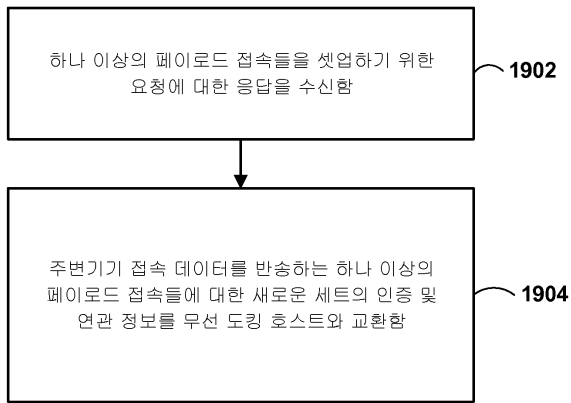 하나 이상의 페이로드 접속들을 셋업하기 위한
요청에 대한 응답을 수신함
1902
주변기기 접속 데이터를 반송하는 하나 이상의
페이로드 접속들에 대한 새로운 세트의 인증 및
연관 정보를 무선 도킹 호스트와 교환함
1904